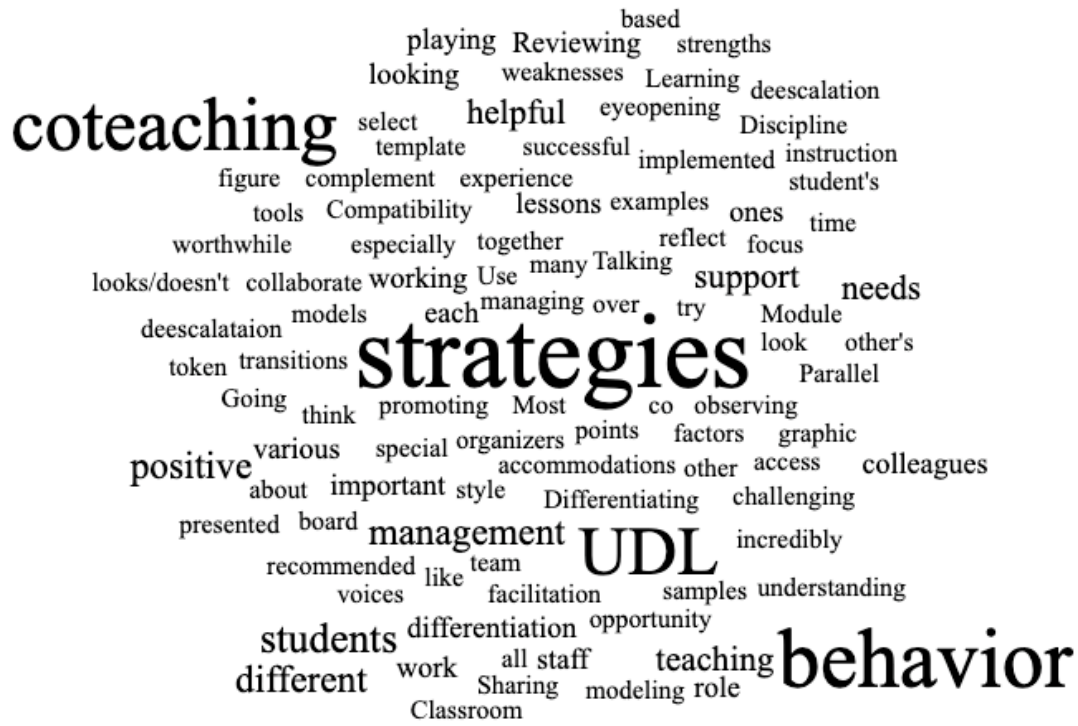 based
playing Reviewing strengths
looking weaknesses Learning
deescalation
coteaching select helpful eyeopening Discipline
template successful implemented instruction
figure complement experience student's
tools Compatibility lessons examples ones time
worthwhile especially together reflect focus
looks/doesn't collaborate working Use many Talking support needs
models each managing over try Module
deescalataion strategies look other's
token transitions Parallel
Going think promoting Most co observing
various special organizers points factors graphic
positive accommodations other access colleagues
about important style Differentiating challenging
presented board management UDL incredibly
recommended like team
voices facilitation samples understanding
students differentiation opportunity
different work all staff teaching behavior
Sharing modeling role
Classroom